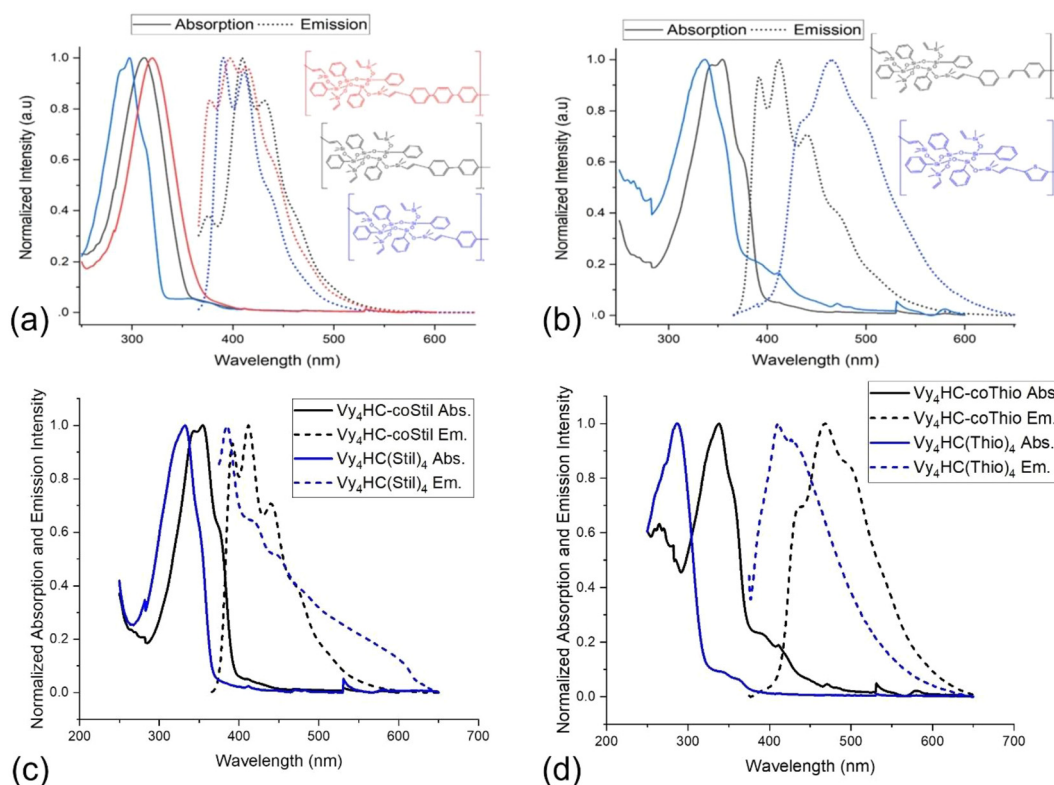 Absorption Emission
Normalized Intensity (a.u)
1.0
0.8
0.6
0.4
0.2
.0
300 400 500 600
Wavelength (nm)
(a)
Absorption Emission
Normalized Intensity (a.u)
1.0
0.8
0.6
0.4
0.2
0.0
300 400 500 600
Wavelength (nm)
(b)
Vy₄HC-coStil Abs.
Vy₄HC-coStil Em.
Vy₄HC(Stil)₄ Abs.
Vy₄HC(Stil)₄ Em.
Normalized Absorption and Emission Intensity
1.0
0.8
0.6
0.4
0.2
0.0
200 300 400 500 600 700
Wavelength (nm)
(c)
Vy₄HC-coThio Abs
Vy₄HC-coThio Em.
Vy₄HC(Thio)₄ Abs.
Vy₄HC(Thio)₄ Em.
Normalized Absorption and Emission Intensity
1.0
0.8
0.6
0.4
0.2
0.0
200 300 400 500 600 700
Wavelength (nm)
(d)